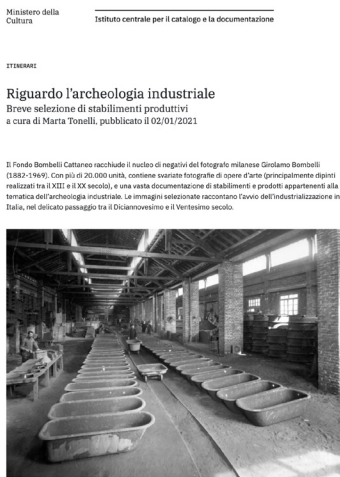 Ministero della
Cultura
Istituto centrale per il catalogo e la documentazione
ITINERARI
Riguardo l'archeologia industriale
Breve selezione di stabilimenti produttivi
a cura di Marta Tonelli, pubblicato il 02/01/2021
Il Fondo Bombelli Cattaneo racchiude il nucleo di negativi del fotografo milanese Girolamo Bombelli
(1882-1969). Con più di 20.000 unità, contiene svariate fotografie di opere d'arte (principalmente dipinti
realizzati tra il XIII e il XX secolo), e una vasta documentazione di stabilimenti e prodotti appartenenti alla
tematica dell'archeologia industriale. Le immagini selezionate raccontano l'avvio dell'industrializzazione in
Italia, nel delicato passaggio tra il Diciannovesimo e il Ventesimo secolo.